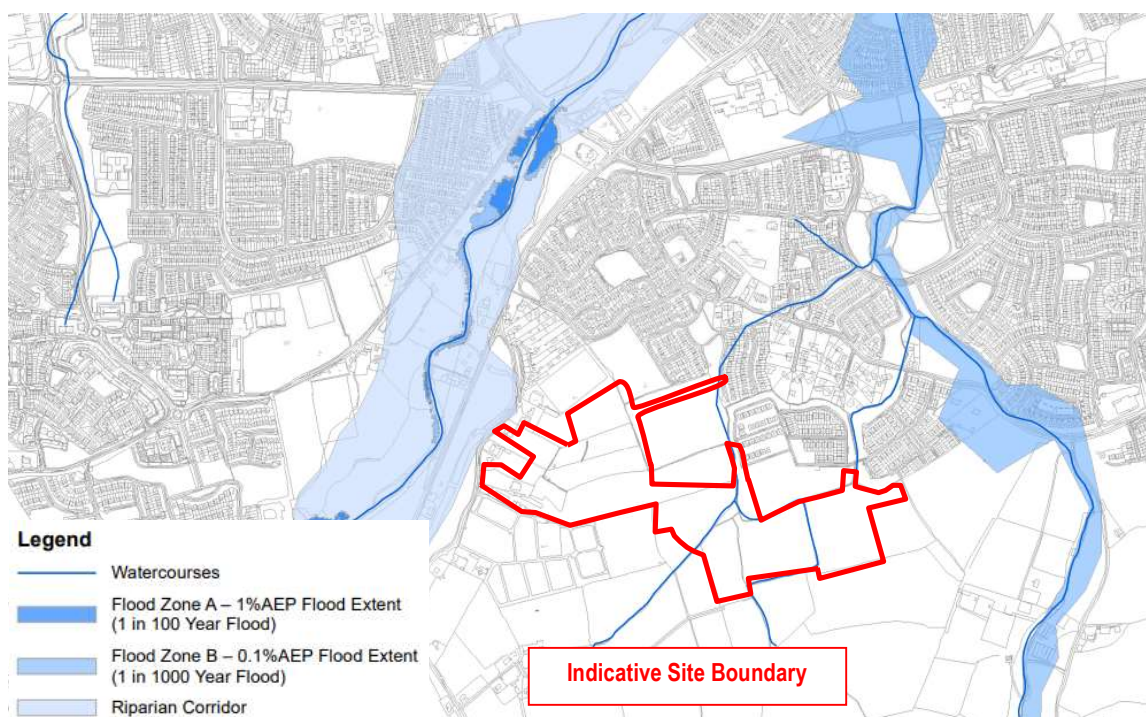 Legend
Watercourses
Flood Zone A – 1%AEP Flood Extent
(1 in 100 Year Flood)
Flood Zone B – 0.1%AEP Flood Extent
(1 in 1000 Year Flood)
Riparian Corridor
Indicative Site Boundary